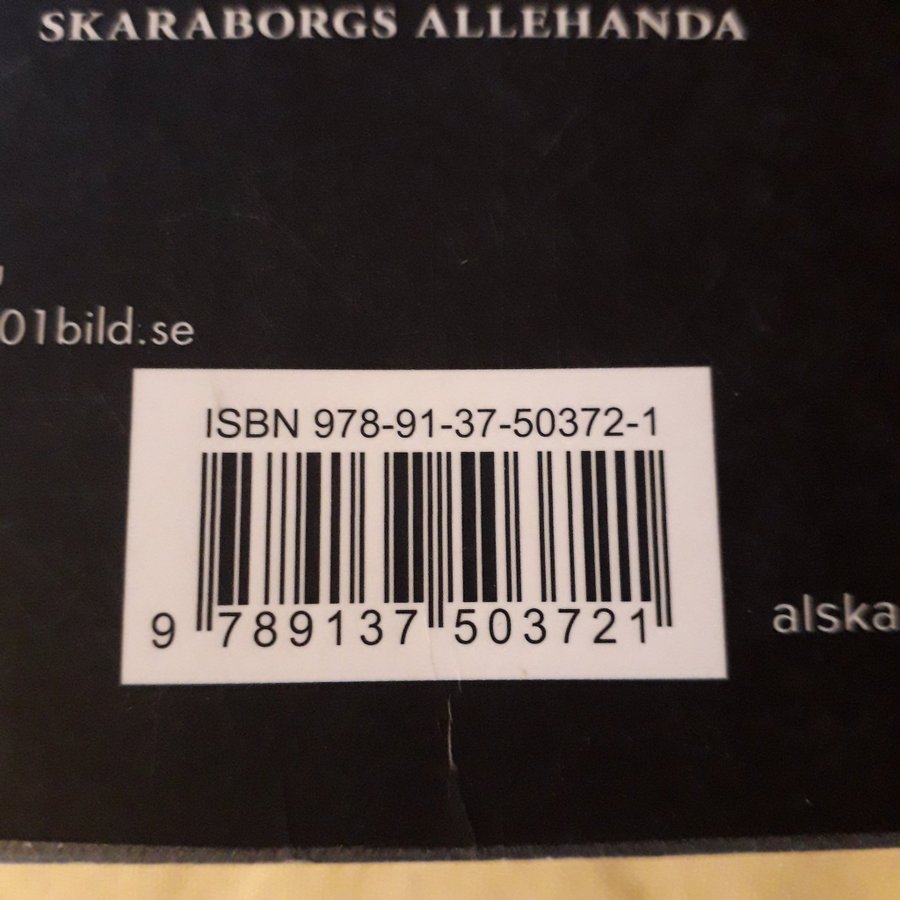 SKARABORGS ALLEHANDA
01bild.se
ISBN 978-91-37-50372-1
9 789137 503721
alska